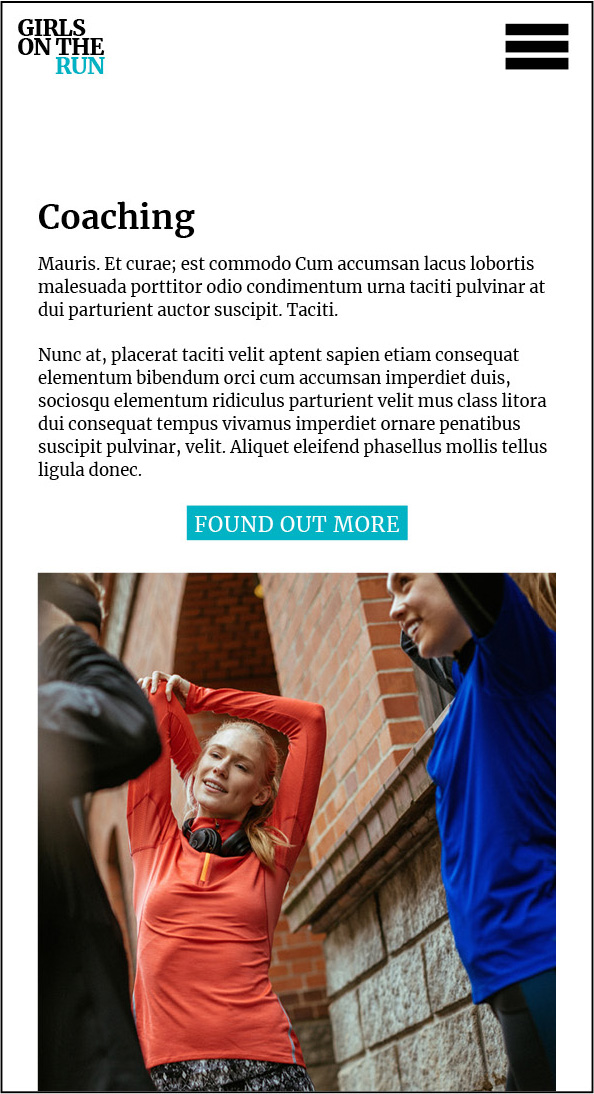 GIRLS
ON THE
RUN
Coaching
Mauris. Et curae; est commodo Cum accumsan lacus lobortis
malesuada porttitor odio condimentum urna taciti pulvinar at
dui parturient auctor suscipit. Taciti.
Nunc at, placerat taciti velit aptent sapien etiam consequat
elementum bibendum orci cum accumsan imperdiet duis,
sociosqu elementum ridiculus parturient velit mus class litora
dui consequat tempus vivamus imperdiet ornare penatibus
suscipit pulvinar, velit. Aliquet eleifend phasellus mollis tellus
ligula donec.
FOUND OUT MORE